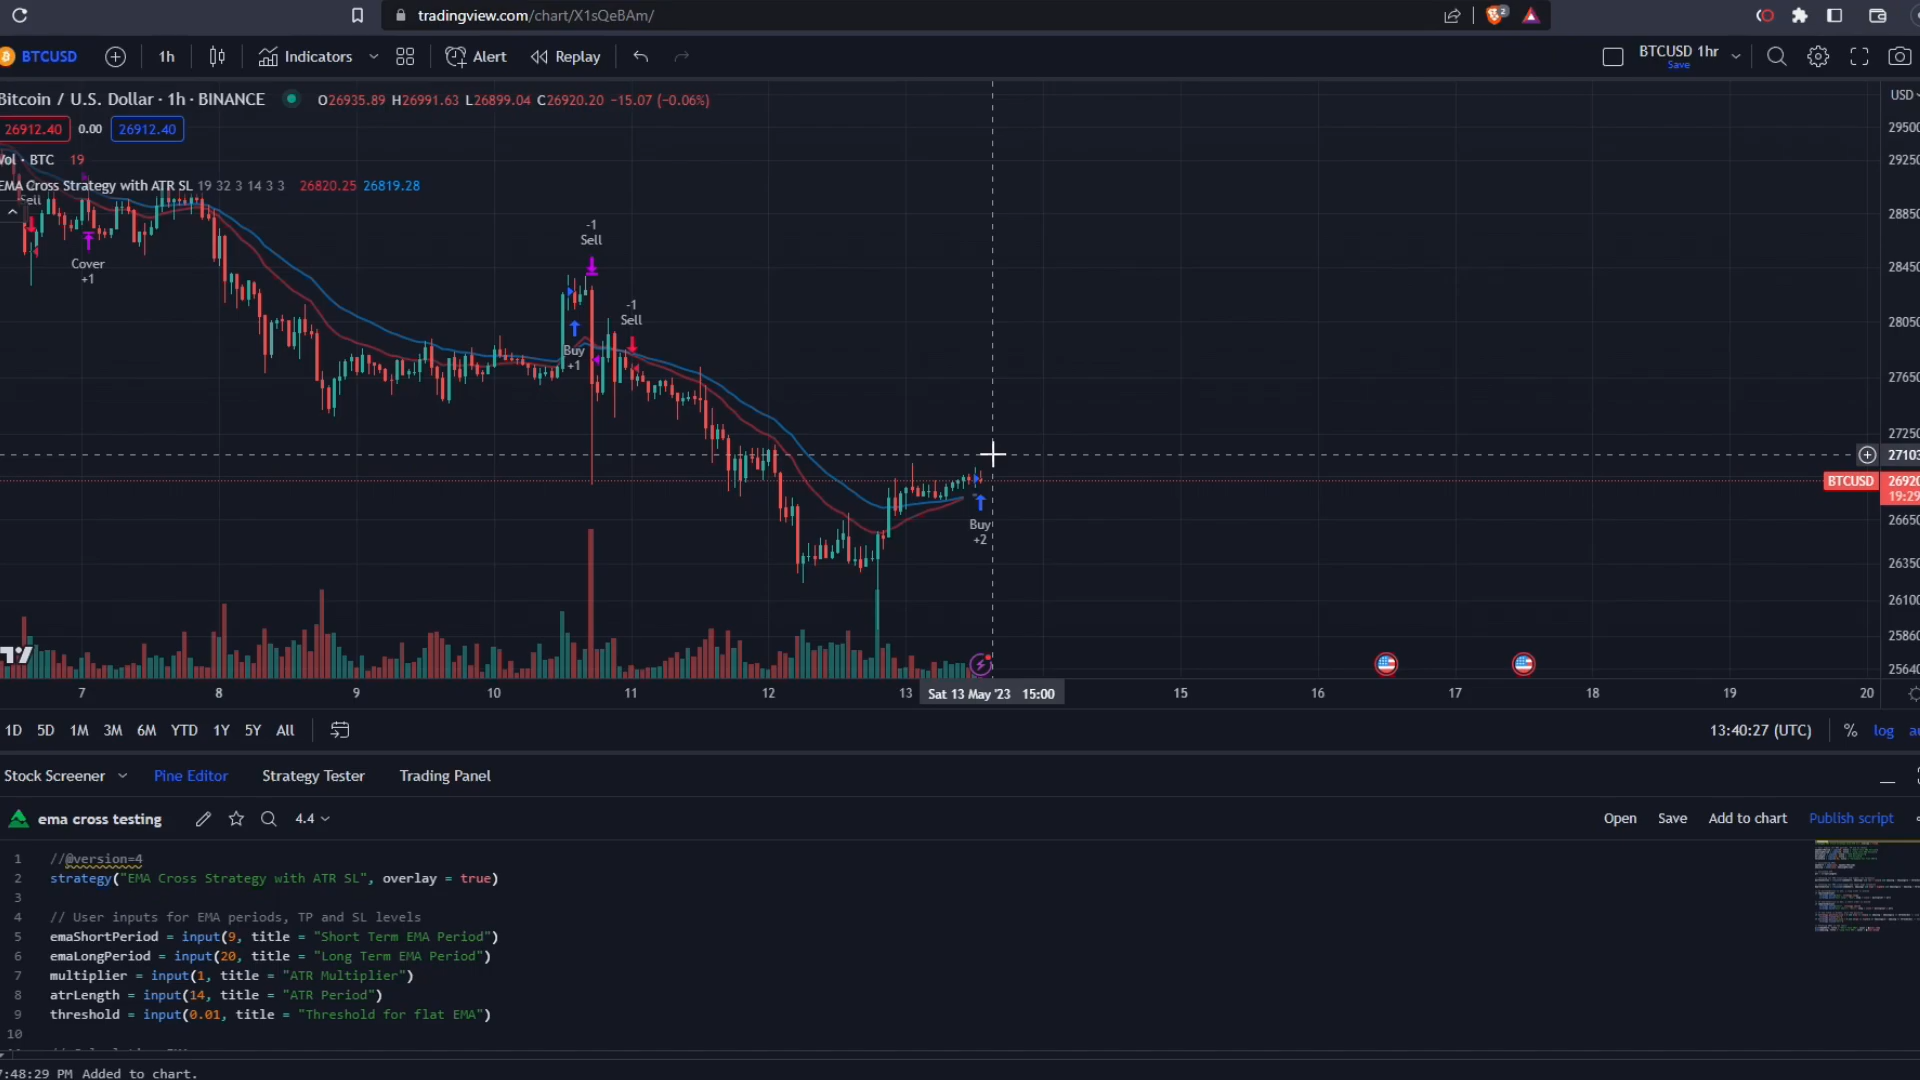 tradingview.com/chart/X1sQeBAm/
2
BTCUSD
1h
Indicators
Alert
Replay
BTCUSD 1hr
Save
Bitcoin / U.S. Dollar · 1h · BINANCE
O26935.89 H26991.63 L26899.04 C26920.20 −15.07 (−0.06%)
USD
26912.40
0.00
26912.40
Vol · BTC 19
EMA Cross Strategy with ATR SL 19 32 3 14 3 3 26820.25 26819.28
Sell
Cover
+1
-1
Sell
Buy
+1
-1
Sell
Buy
+2
29500
29250
28850
28450
28050
27650
27250
27103
BTCUSD
26920
19:29
26650
26350
26100
25860
25640
7
8
9
10
11
12
13
Sat 13 May '23 15:00
15
16
17
18
19
20
1D 5D 1M 3M 6M YTD 1Y 5Y All
13:40:27 (UTC)
%
log
Stock Screener
Pine Editor
Strategy Tester
Trading Panel
ema cross testing
4.4
Open
Save
Add to chart
Publish script
1 //@version=4
2 strategy("EMA Cross Strategy with ATR SL", overlay = true)
3
4 // User inputs for EMA periods, TP and SL levels
5 emaShortPeriod = input(9, title = "Short Term EMA Period")
6 emaLongPeriod = input(20, title = "Long Term EMA Period")
7 multiplier = input(1, title = "ATR Multiplier")
8 atrLength = input(14, title = "ATR Period")
9 threshold = input(0.01, title = "Threshold for flat EMA")
10
7:48:29 PM Added to chart.